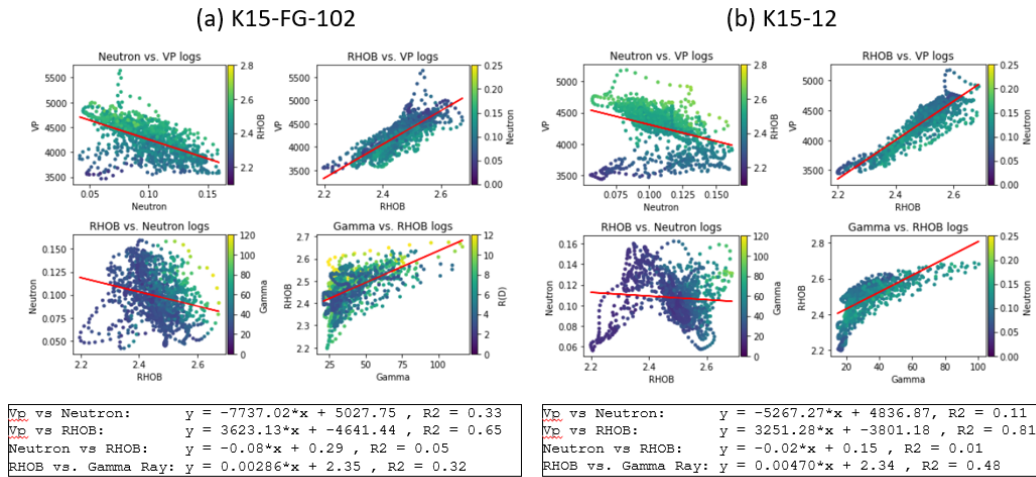 (a) K15-FG-102
Neutron vs. VP logs
VP
5500
5000
4500
4000
3500
0.05
0.10
0.15
Neutron
2.8
2.6
2.4
2.2
RHOB
RHOB vs. VP logs
VP
5500
5000
4500
4000
3500
2.2
2.4
2.6
RHOB
0.25
0.20
0.15
0.10
0.05
0.00
Neutron
RHOB vs. Neutron logs
Neutron
0.150
0.125
0.100
0.075
0.050
2.2
2.4
2.6
RHOB
120
100
80
60
40
20
0
Gamma
Gamma vs. RHOB logs
RHOB
2.7
2.6
2.5
2.4
2.3
2.2
25
50
75
100
Gamma
12
10
8
6
4
2
0
R(D)
Vp vs Neutron: y = -7737.02*x + 5027.75 , R2 = 0.33
Vp vs RHOB: y = 3623.13*x + -4641.44 , R2 = 0.65
Neutron vs RHOB: y = -0.08*x + 0.29 , R2 = 0.05
RHOB vs. Gamma Ray: y = 0.00286*x + 2.35 , R2 = 0.32
(b) K15-12
Neutron vs. VP logs
VP
5000
4500
4000
3500
0.075
0.100
0.125
0.150
Neutron
2.8
2.6
2.4
2.2
RHOB
RHOB vs. VP logs
VP
5000
4500
4000
3500
2.2
2.4
2.6
RHOB
0.25
0.20
0.15
0.10
0.05
0.00
Neutron
RHOB vs. Neutron logs
Neutron
0.16
0.14
0.12
0.10
0.08
0.06
2.2
2.4
2.6
RHOB
120
100
80
60
40
20
0
Gamma
Gamma vs. RHOB logs
RHOB
2.8
2.6
2.4
2.2
20
40
60
80
100
Gamma
0.25
0.20
0.15
0.10
0.05
0.00
Neutron
Vp vs Neutron: y = -5267.27*x + 4836.87, R2 = 0.11
Vp vs RHOB: y = 3251.28*x + -3801.18, R2 = 0.81
Neutron vs RHOB: y = -0.02*x + 0.15 , R2 = 0.01
RHOB vs. Gamma Ray: y = 0.00470*x + 2.34 , R2 = 0.48